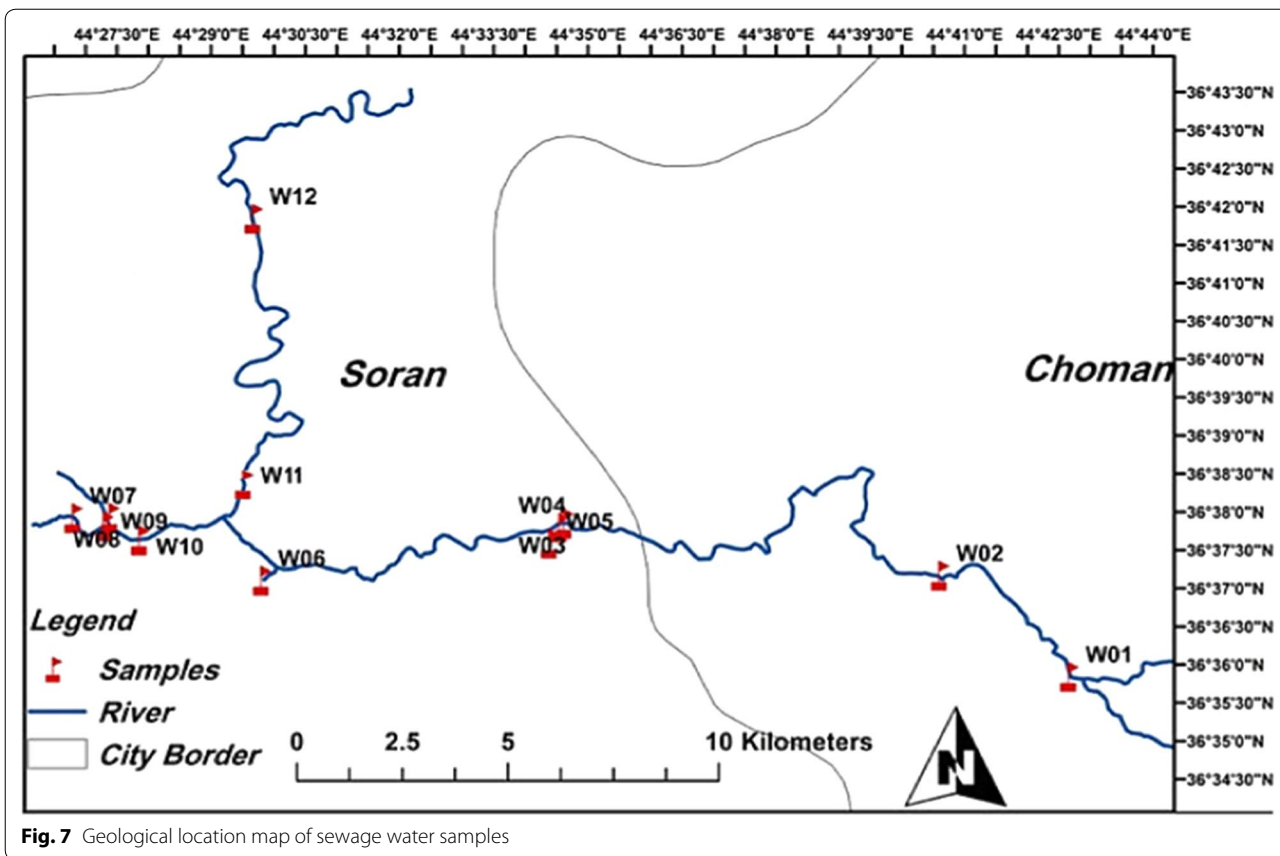 44°27'30"E 44°29'0"E 44°30'30"E 44°32'0"E 44°33'30"E 44°35'0"E 44°36'30"E 44°38'0"E 44°39'30"E 44°41'0"E 44°42'30"E 44°44'0"E
36°43'30"N
36°43'0"N
36°42'30"N
W12
36°42'0"N
36°41'30"N
36°41'0"N
36°40'30"N
36°40'0"N
Soran
Choman
36°39'30"N
36°39'0"N
W11
36°38'30"N
W07
W04
36°38'0"N
W09
W05
W08
W10
W03
36°37'30"N
W06
W02
36°37'0"N
Legend
36°36'30"N
Samples
W01
36°36'0"N
River
36°35'30"N
City Border
0 2.5 5 10 Kilometers
36°35'0"N
N
36°34'30"N
Fig. 7 Geological location map of sewage water samples